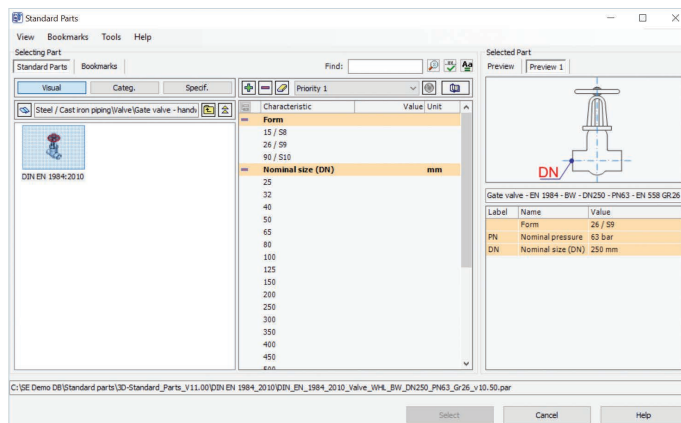 Standard Parts
View Bookmarks Tools Help
Selecting Part
Standard Parts Bookmarks
Find:
Aa
Visual Categ. Specif.
Steel / Cast iron piping\Valve\Gate valve - handw
DIN EN 1984:2010
Priority 1
Characteristic Value Unit
Form
15 / S8
26 / S9
90 / S10
Nominal size (DN) mm
25
32
40
50
65
80
100
125
150
200
250
300
350
400
450
500
Selected Part
Preview Preview 1
DN
Gate valve - EN 1984 - BW - DN250 - PN63 - EN 558 GR26
Label Name Value
Form 26 / S9
PN Nominal pressure 63 bar
DN Nominal size (DN) 250 mm
C:\SE Demo DB\Standard parts\3D-Standard_Parts_V11.00\DIN EN 1984_2010\DIN_EN_1984_2010_Valve_WHL_BW_DN250_PN63_Gr26_v10.50.par
Select Cancel Help